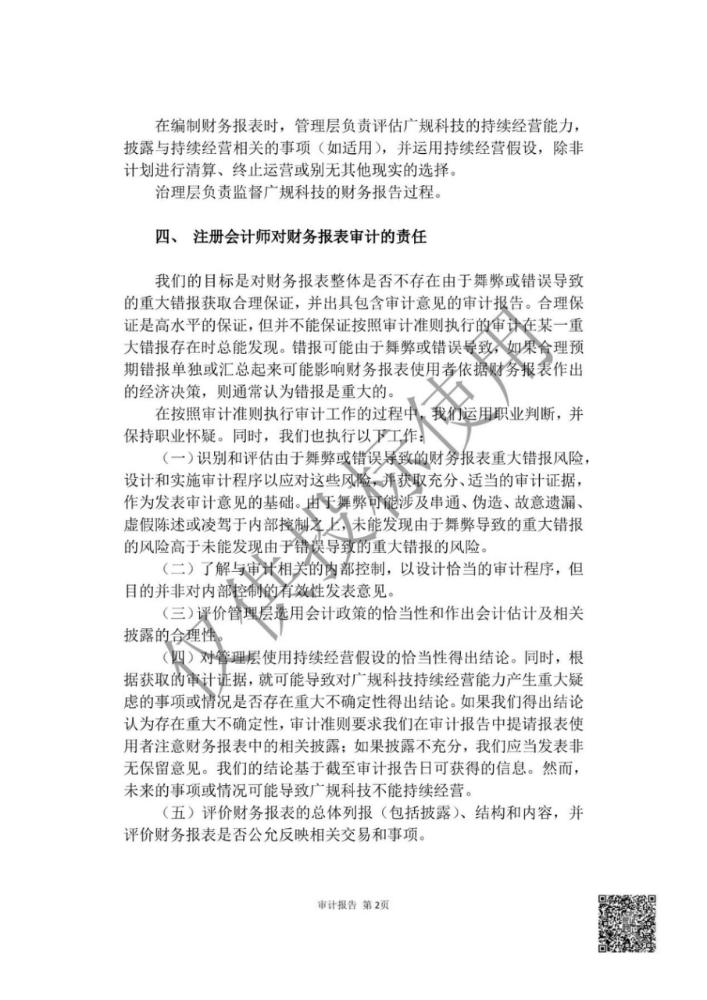 在编制财务报表时，管理层负责评估广规科技的持续经营能力，
披露与持续经营相关的事项（如适用），并运用持续经营假设，除非
计划进行清算、终止运营或别无其他现实的选择。
治理层负责监督广规科技的财务报告过程。
四、 注册会计师对财务报表审计的责任
我们的目标是对财务报表整体是否不存在由于舞弊或错误导致
的重大错报获取合理保证，并出具包含审计意见的审计报告。合理保
证是高水平的保证，但并不能保证按照审计准则执行的审计在某一重
大错报存在时总能发现。错报可能由于舞弊或错误导致，如果合理预
期错报单独或汇总起来可能影响财务报表使用者依据财务报表作出
的经济决策，则通常认为错报是重大的。
在按照审计准则执行审计工作的过程中，我们运用职业判断，并
保持职业怀疑。同时，我们也执行以下工作：
（一）识别和评估由于舞弊或错误导致的财务报表重大错报风险，
设计和实施审计程序以应对这些风险，并获取充分、适当的审计证据，
作为发表审计意见的基础。由于舞弊可能涉及串通、伪造、故意遗漏、
虚假陈述或凌驾于内部控制之上，未能发现由于舞弊导致的重大错报
的风险高于未能发现由于错误导致的重大错报的风险。
（二）了解与审计相关的内部控制，以设计恰当的审计程序，但
目的并非对内部控制的有效性发表意见。
（三）评价管理层选用会计政策的恰当性和作出会计估计及相关
披露的合理性。
（四）对管理层使用持续经营假设的恰当性得出结论。同时，根
据获取的审计证据，就可能导致对广规科技持续经营能力产生重大疑
虑的事项或情况是否存在重大不确定性得出结论。如果我们得出结论
认为存在重大不确定性，审计准则要求我们在审计报告中提请报表使
用者注意财务报表中的相关披露；如果披露不充分，我们应当发表非
无保留意见。我们的结论基于截至审计报告日可获得的信息。然而，
未来的事项或情况可能导致广规科技不能持续经营。
（五）评价财务报表的总体列报（包括披露）、结构和内容，并
评价财务报表是否公允反映相关交易和事项。
仅供投标使用
审计报告 第2页